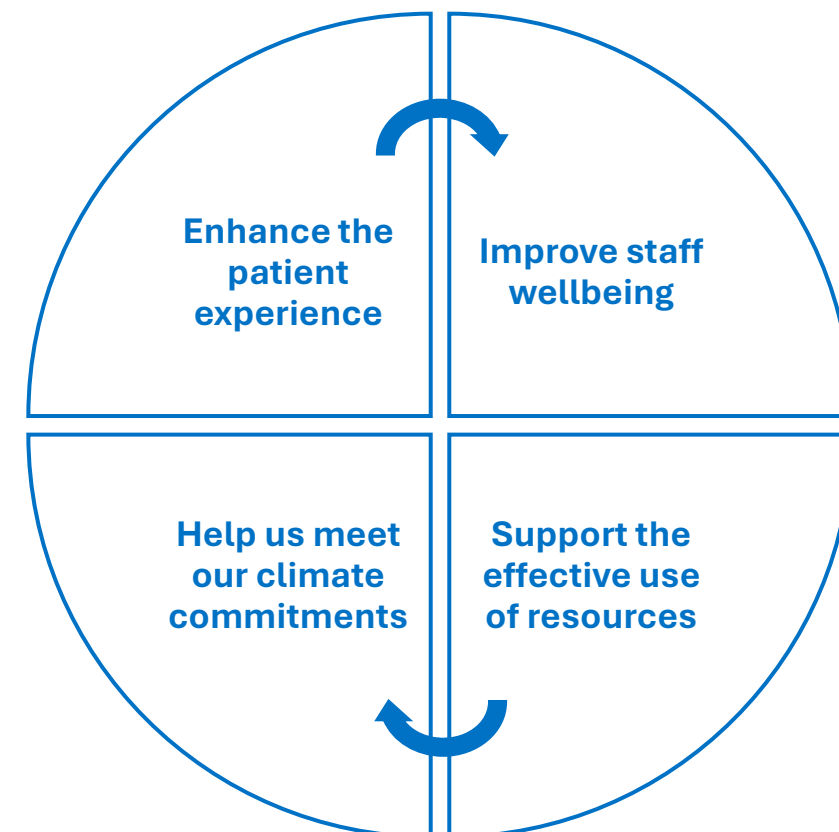 Enhance the
patient
experience
Improve staff
wellbeing
Help us meet
our climate
commitments
Support the
effective use
of resources